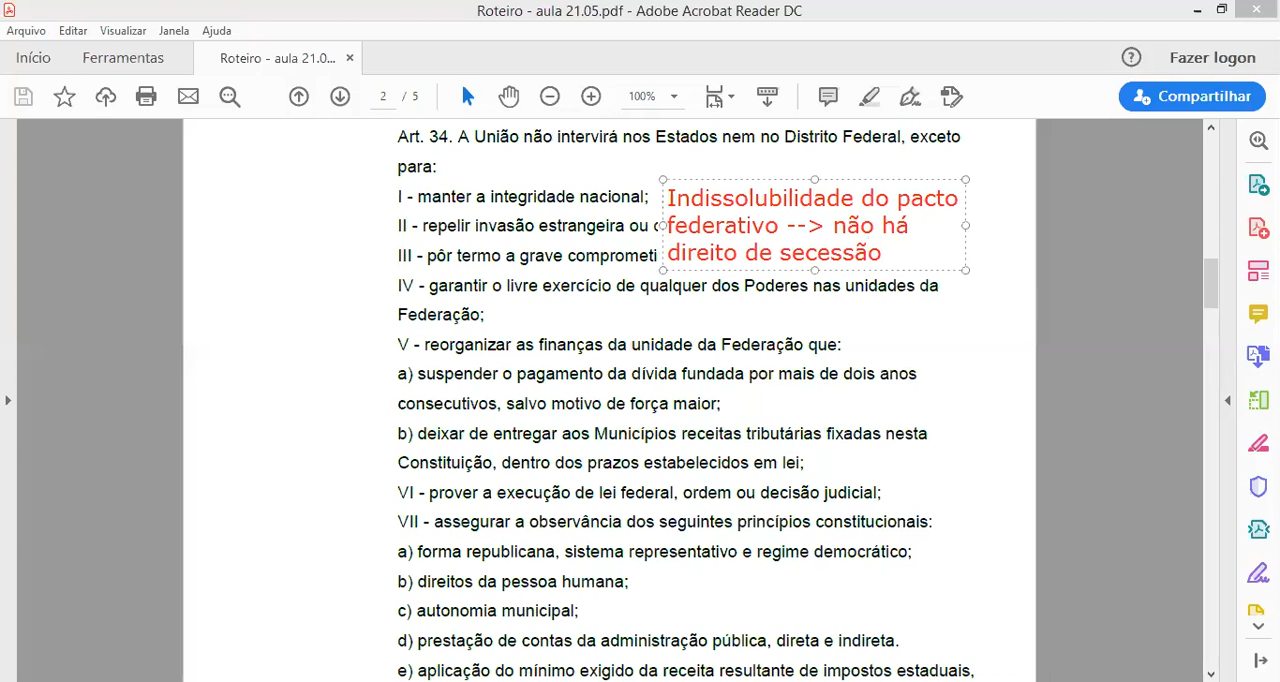 Roteiro - aula 21.05.pdf - Adobe Acrobat Reader DC
Arquivo Editar Visualizar Janela Ajuda
Início Ferramentas Roteiro - aula 21.0... × Fazer logon
2 / 5 100% Compartilhar
Art. 34. A União não intervirá nos Estados nem no Distrito Federal, exceto
para:
I - manter a integridade nacional;
II - repelir invasão estrangeira ou
III - pôr termo a grave comprometi
Indissolubilidade do pacto
federativo --> não há
direito de secessão
IV - garantir o livre exercício de qualquer dos Poderes nas unidades da
Federação;
V - reorganizar as finanças da unidade da Federação que:
a) suspender o pagamento da dívida fundada por mais de dois anos
consecutivos, salvo motivo de força maior;
b) deixar de entregar aos Municípios receitas tributárias fixadas nesta
Constituição, dentro dos prazos estabelecidos em lei;
VI - prover a execução de lei federal, ordem ou decisão judicial;
VII - assegurar a observância dos seguintes princípios constitucionais:
a) forma republicana, sistema representativo e regime democrático;
b) direitos da pessoa humana;
c) autonomia municipal;
d) prestação de contas da administração pública, direta e indireta.
e) aplicação do mínimo exigido da receita resultante de impostos estaduais,